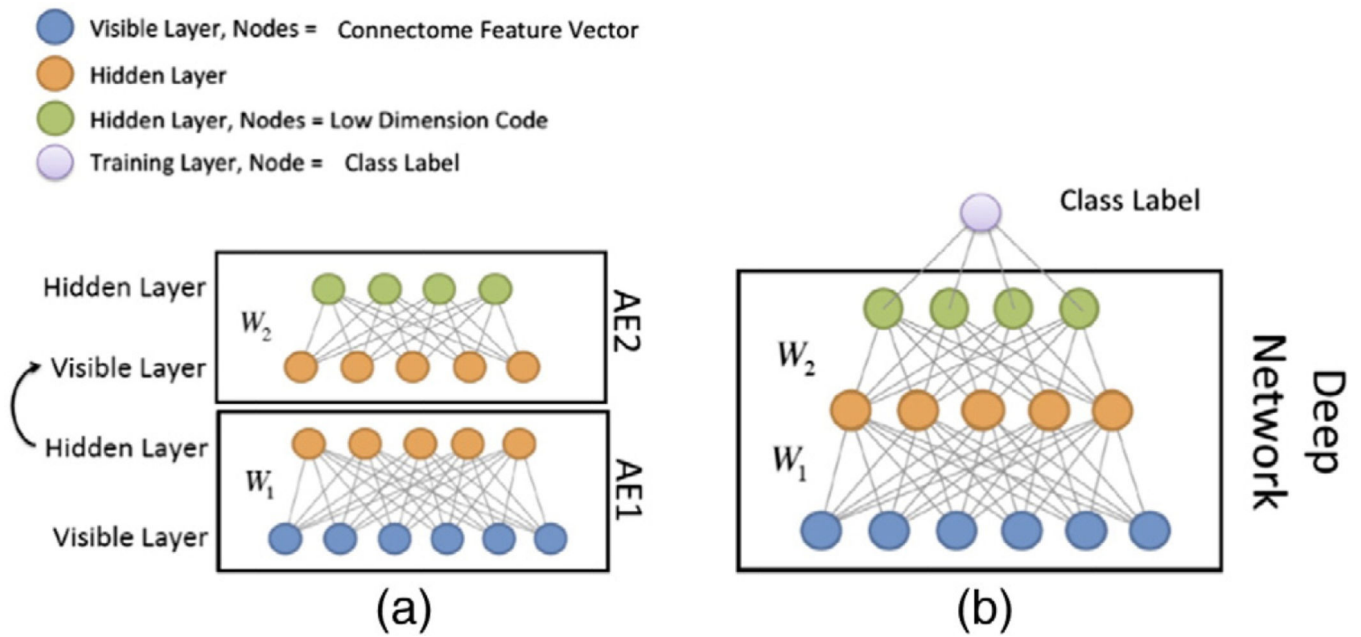 Visible Layer, Nodes = Connectome Feature Vector
Hidden Layer
Hidden Layer, Nodes = Low Dimension Code
Training Layer, Node = Class Label
Hidden Layer
W2
Visible Layer
AE2
Hidden Layer
W1
Visible Layer
AE1
(a)
Class Label
W2
W1
Deep
Network
(b)